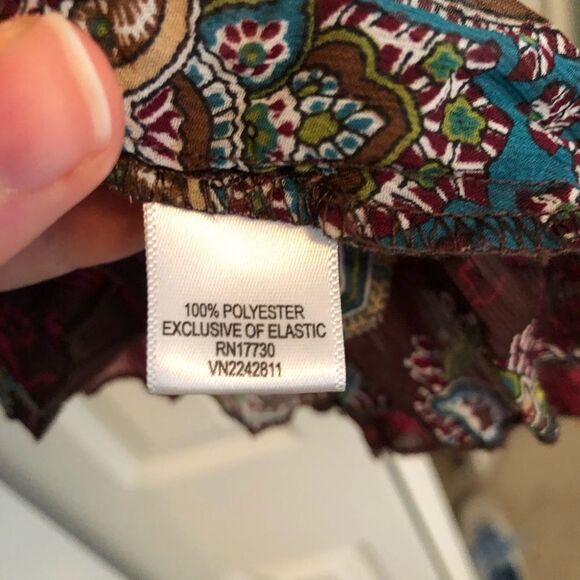 100% POLYESTER
EXCLUSIVE OF ELASTIC
RN17730
VN2242811